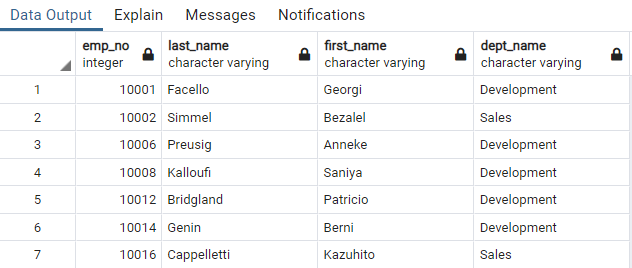 Data Output Explain Messages Notifications
emp_no last_name first_name dept_name
integer character varying character varying character varying
1 10001 Facello Georgi Development
2 10002 Simmel Bezalel Sales
3 10006 Preusig Anneke Development
4 10008 Kalloufi Saniya Development
5 10012 Bridgland Patricio Development
6 10014 Genin Berni Development
7 10016 Cappelletti Kazuhito Sales